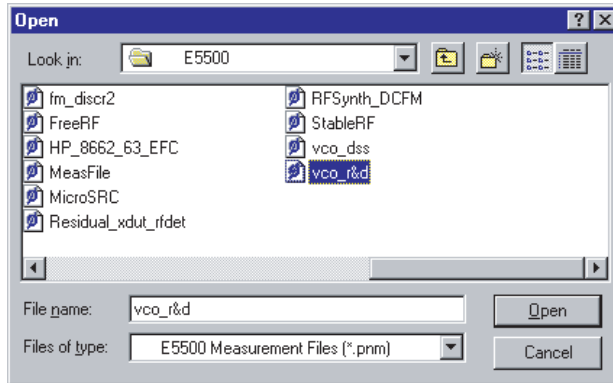 Open
Look in: E5500
fm_discr2
FreeRF
HP_8662_63_EFC
MeasFile
MicroSRC
Residual_xdut_rfdet
RFSynth_DCFM
StableRF
vco_dss
vco_r&d
File name: vco_r&d
Open
Files of type: E5500 Measurement Files (*.pnm)
Cancel